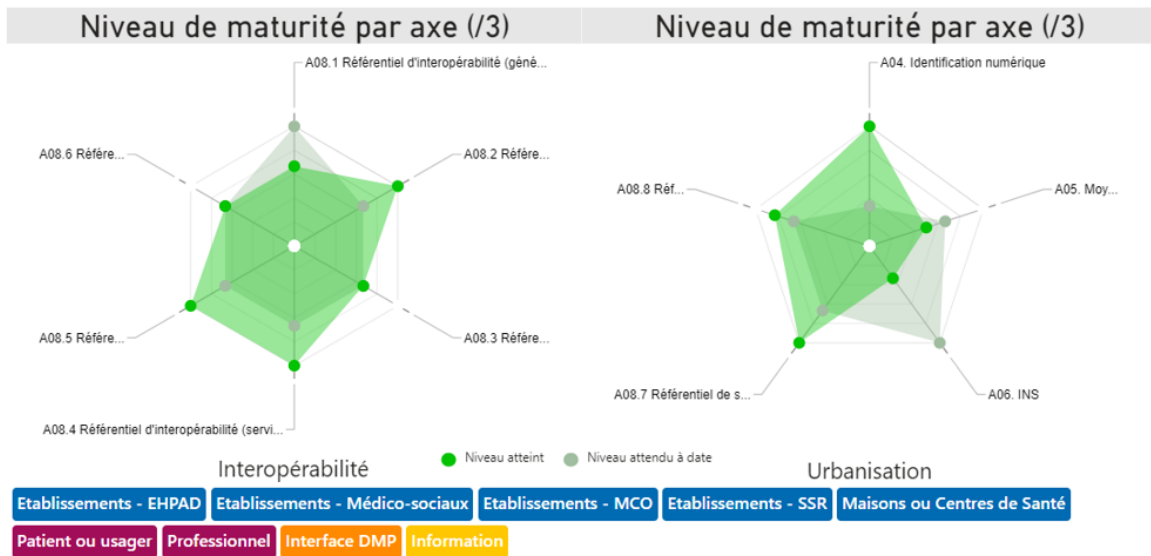 Niveau de maturité par axe (/3)
Niveau de maturité par axe (/3)
A08.1 Référentiel d'interopérabilité (géné...
A08.6 Référe...
A08.2 Référe...
A08.5 Référe...
A08.3 Référe...
A08.4 Référentiel d'interopérabilité (servi...
A04. Identification numérique
A08.8 Réf...
A05. Moy...
A08.7 Référentiel de s...
A06. INS
Interopérabilité
Niveau atteint
Niveau attendu à date
Urbanisation
Etablissements - EHPAD
Etablissements - Médico-sociaux
Etablissements - MCO
Etablissements - SSR
Maisons ou Centres de Santé
Patient ou usager
Professionnel
Interface DMP
Information